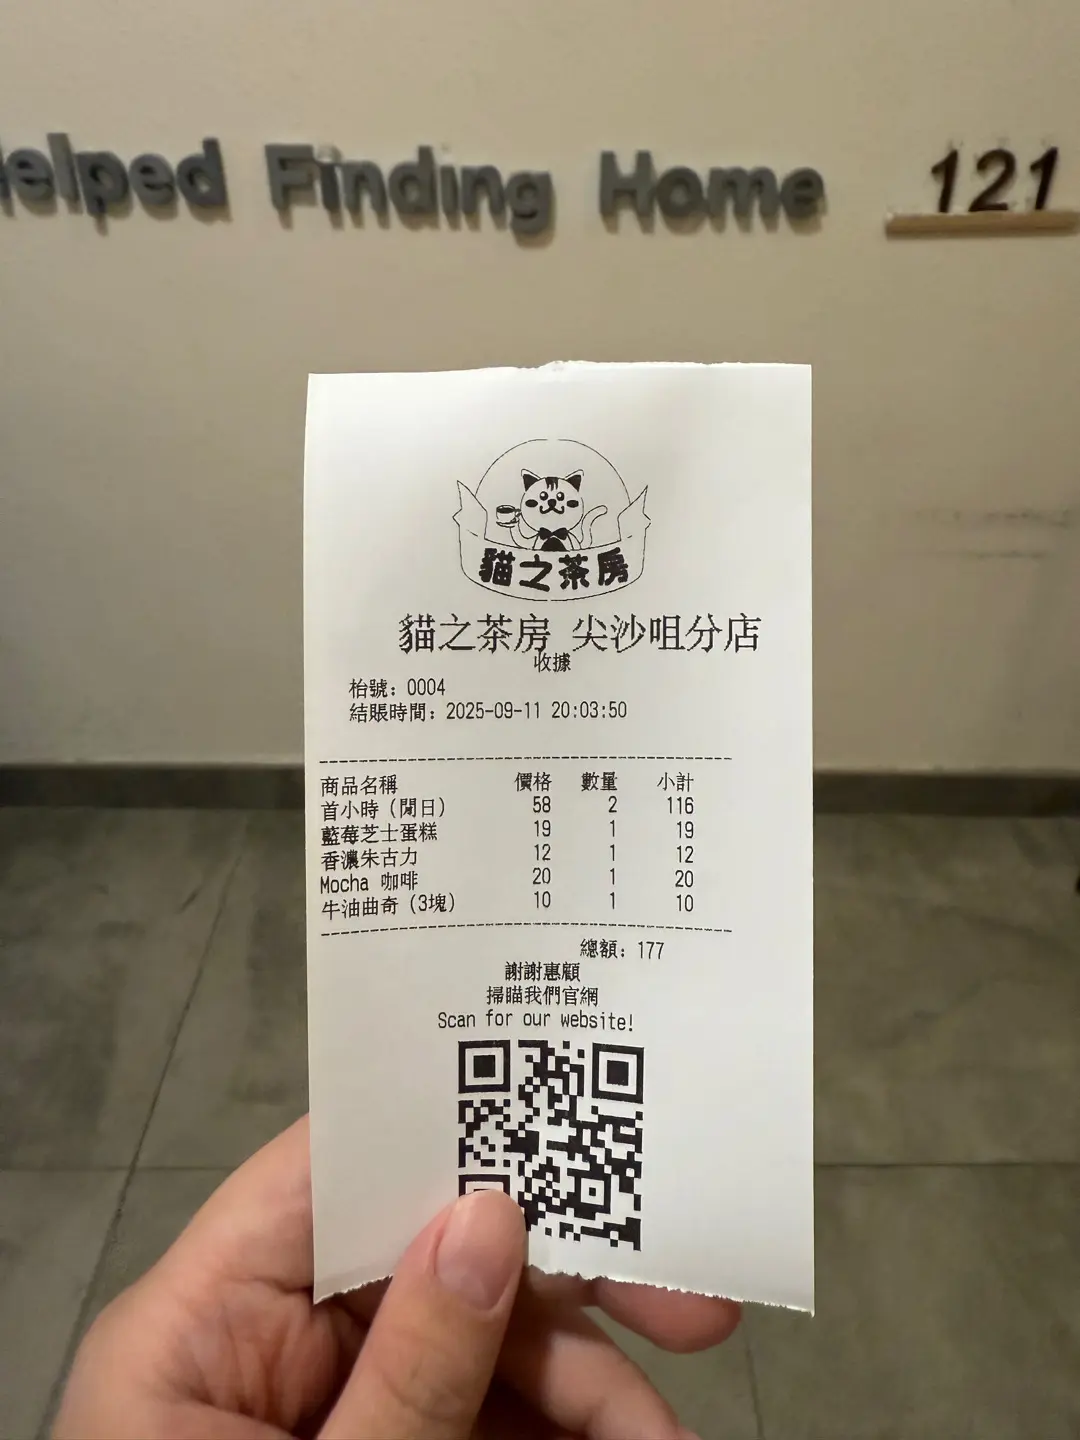 elped Finding Home 121
貓之茶房
貓之茶房 尖沙咀分店
收據
枱號: 0004
結賬時間: 2025-09-11 20:03:50
商品名稱 價格 數量 小計
首小時 (閒日) 58 2 116
藍莓芝士蛋糕 19 1 19
香濃朱古力 12 1 12
Mocha 咖啡 20 1 20
牛油曲奇 (3塊) 10 1 10
總額: 177
謝謝惠顧
掃瞄我們官網
Scan for our website!